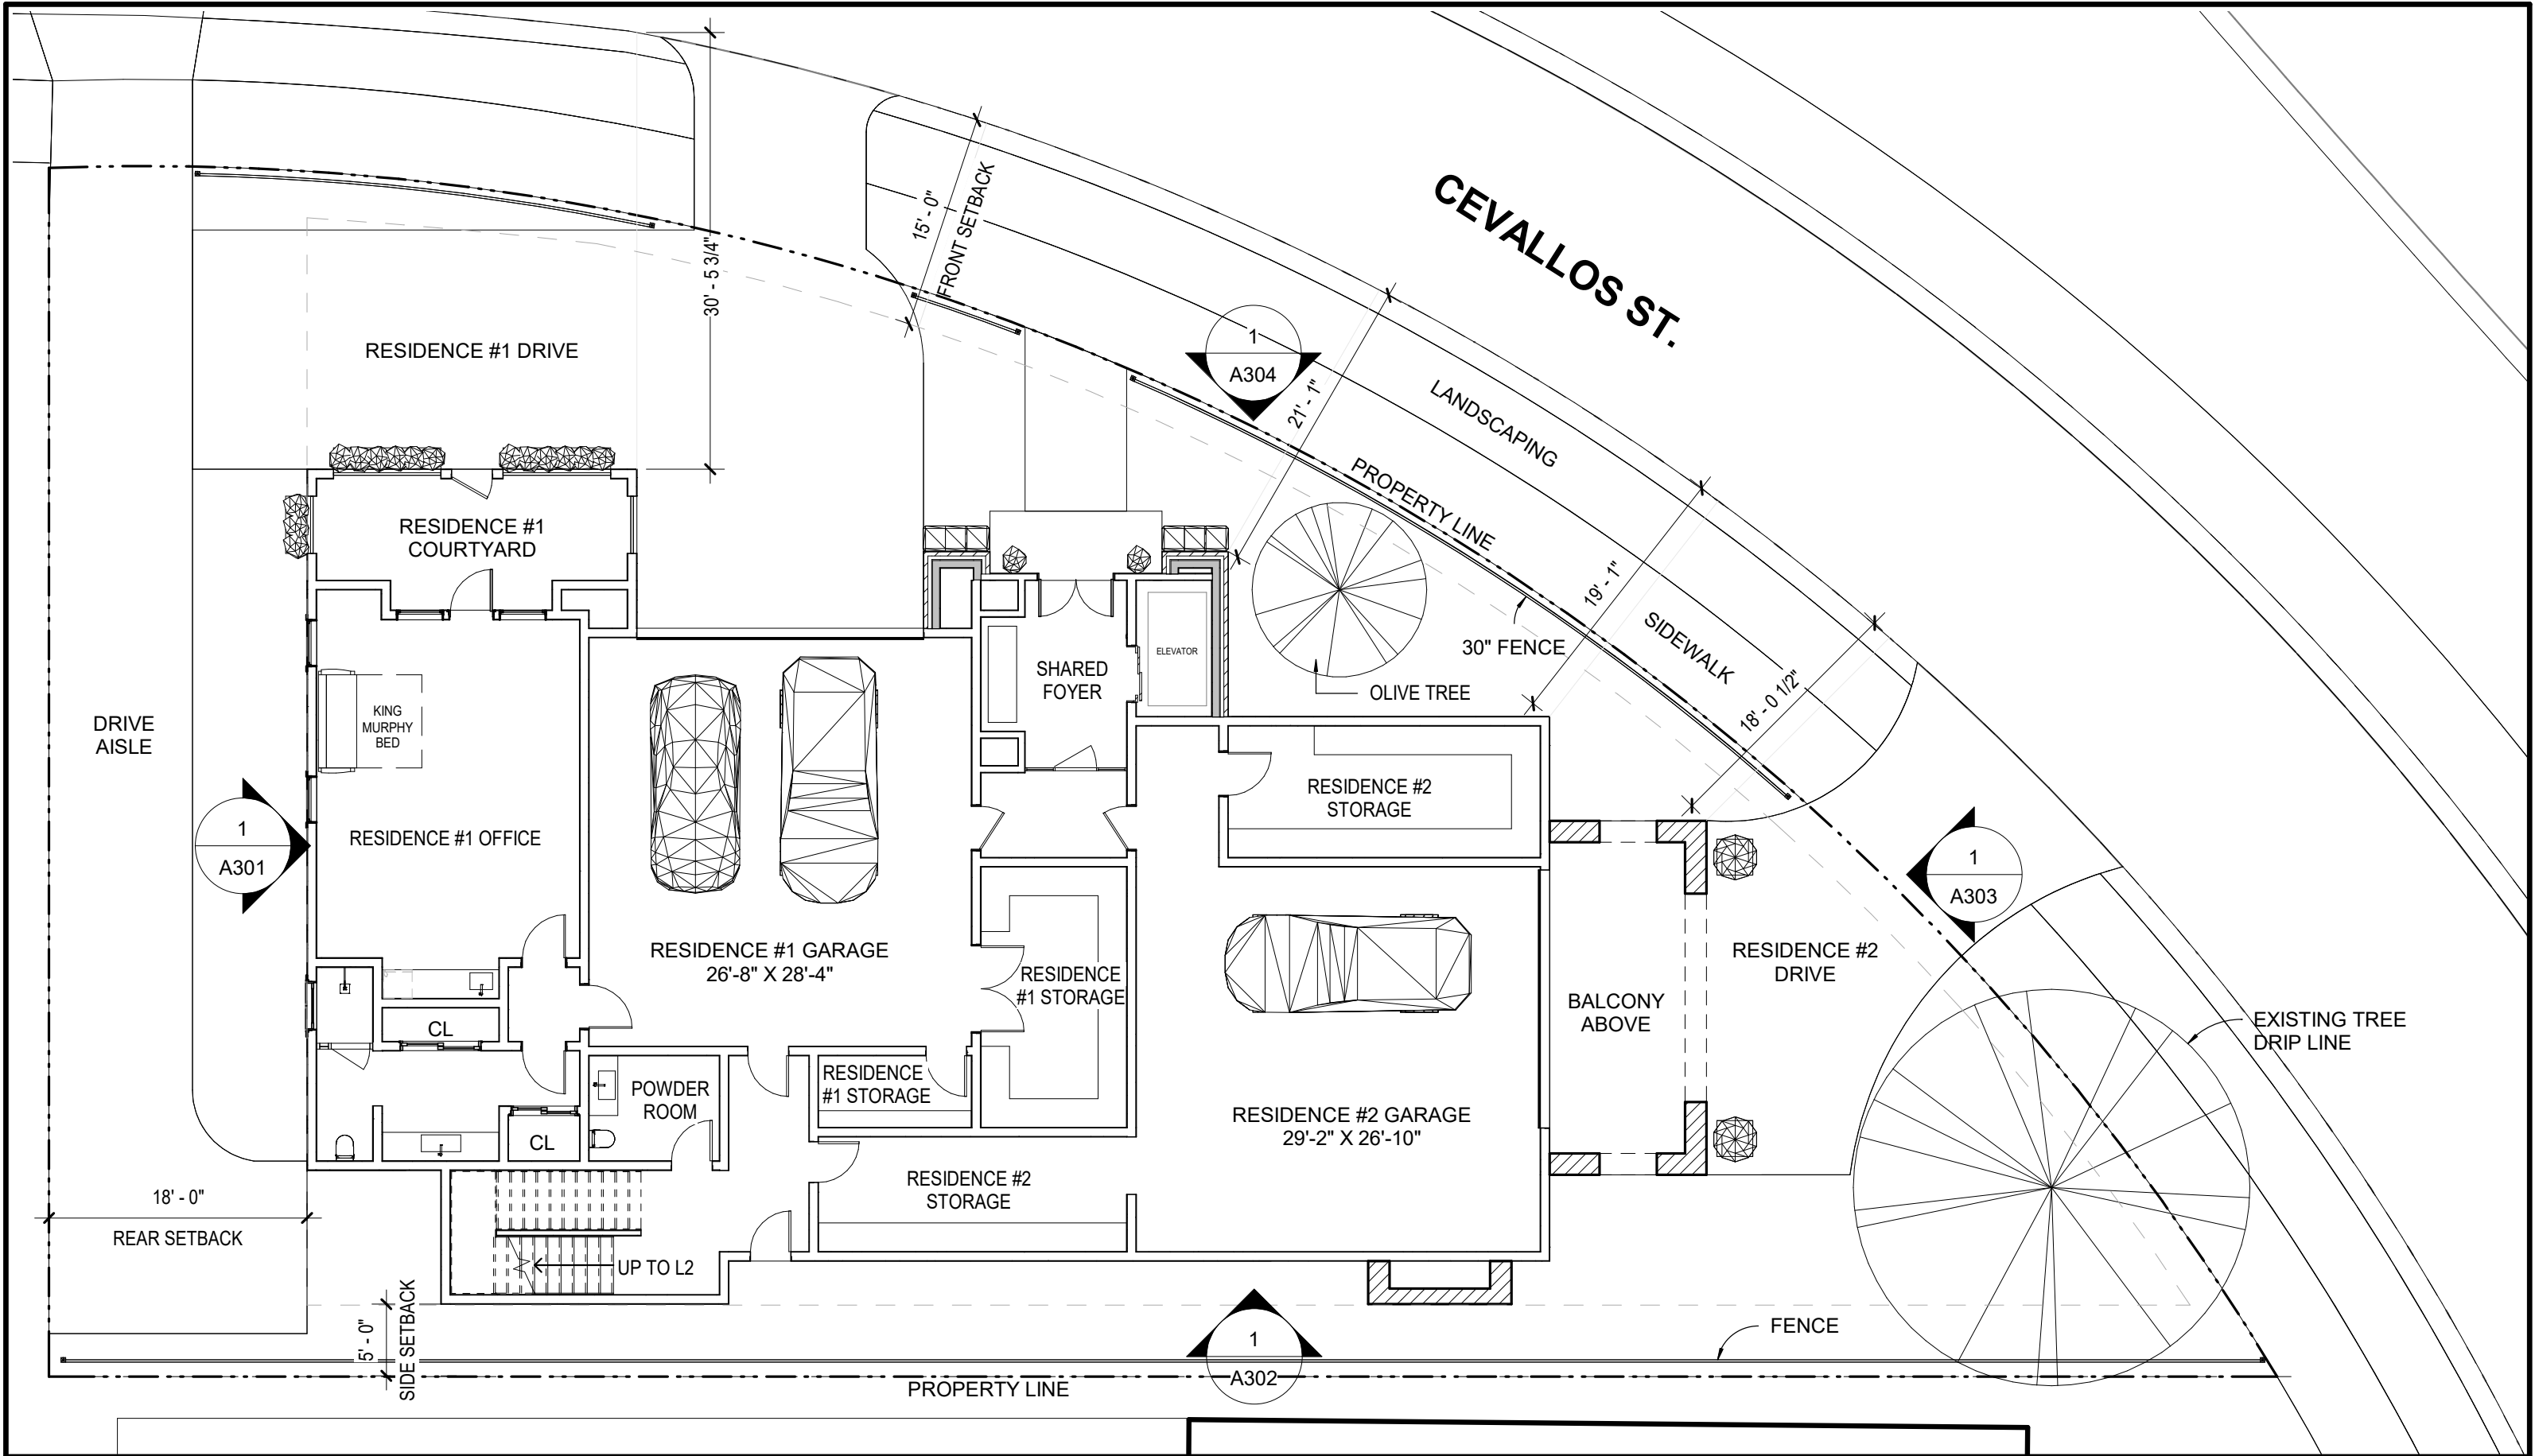 CEVALLOS ST.
15' - 0"
FRONT SETBACK
30' - 5 3/4"
RESIDENCE #1 DRIVE
1
A304
21' - 1"
LANDSCAPING
PROPERTY LINE
RESIDENCE #1
COURTYARD
19' - 1"
SIDEWALK
30" FENCE
18' - 0 1/2"
ELEVATOR
SHARED
FOYER
OLIVE TREE
KING
MURPHY
BED
DRIVE
AISLE
RESIDENCE #2
STORAGE
1
A301
RESIDENCE #1 OFFICE
1
A303
RESIDENCE #1 GARAGE
26'-8" X 28'-4"
RESIDENCE
#1 STORAGE
RESIDENCE #2
DRIVE
BALCONY
ABOVE
EXISTING TREE
DRIP LINE
CL
RESIDENCE
#1 STORAGE
POWDER
ROOM
RESIDENCE #2 GARAGE
29'-2" X 26'-10"
CL
RESIDENCE #2
STORAGE
18' - 0"
REAR SETBACK
UP TO L2
5' - 0"
SIDE SETBACK
1
A302
FENCE
PROPERTY LINE